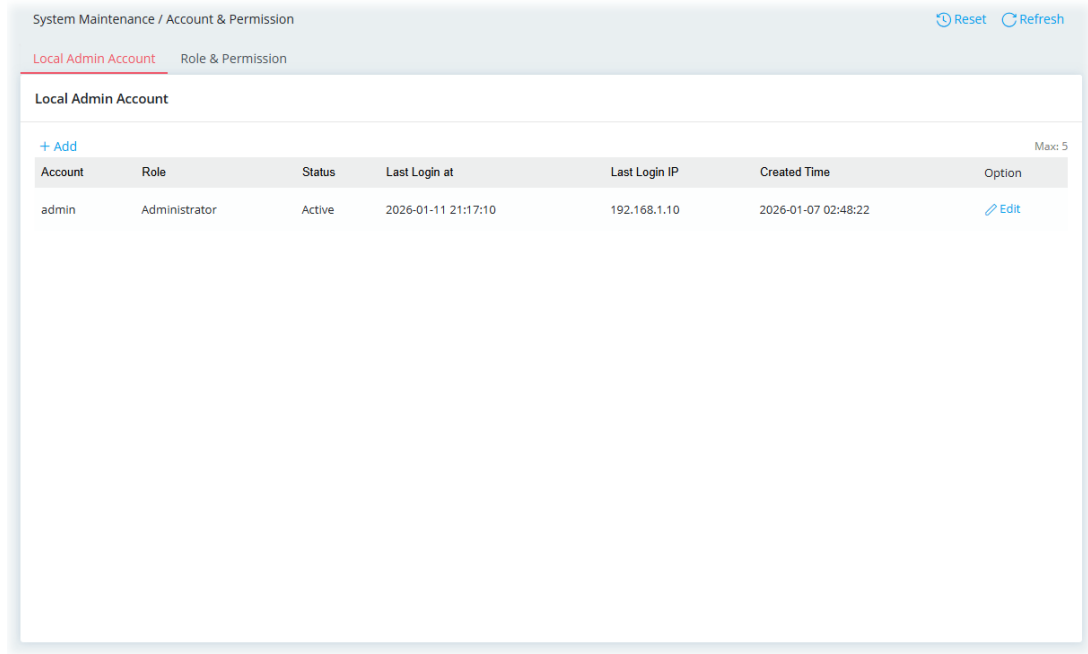 System Maintenance / Account & Permission Reset Refresh
Local Admin Account Role & Permission
Local Admin Account
+ Add Max: 5
Account Role Status Last Login at Last Login IP Created Time Option
admin Administrator Active 2026-01-11 21:17:10 192.168.1.10 2026-01-07 02:48:22 Edit